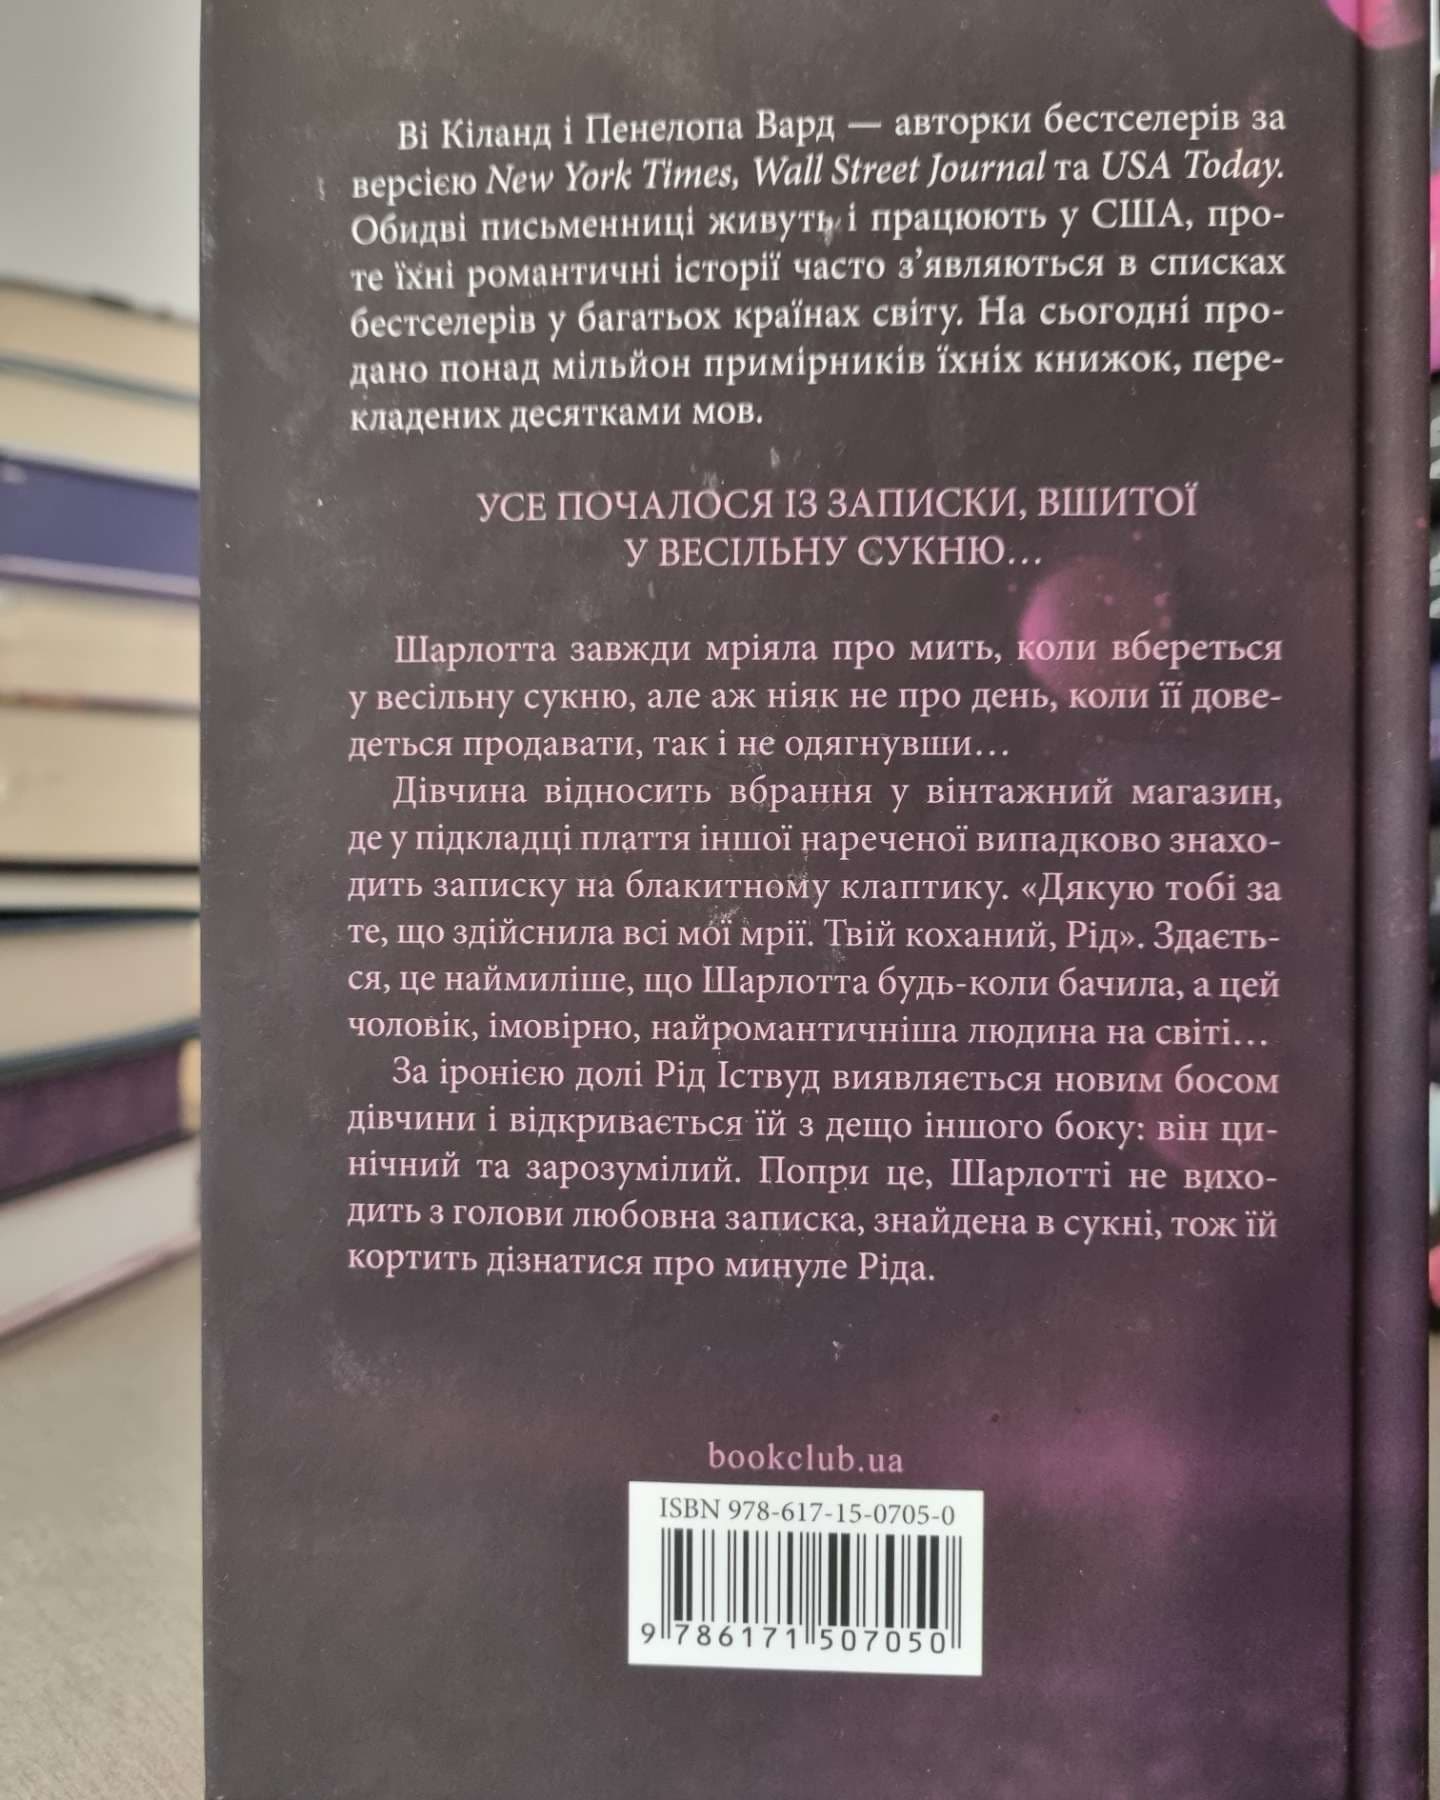 Ві Кіланд і Пенелопа Вард — авторки бестселерів за
версією New York Times, Wall Street Journal та USA Today.
Обидві письменниці живуть і працюють у США, про-
те їхні романтичні історії часто з’являються в списках
бестселерів у багатьох країнах світу. На сьогодні про-
дано понад мільйон примірників їхніх книжок, пере-
кладених десятками мов.
УСЕ ПОЧАЛОСЯ ІЗ ЗАПИСКИ, ВШИТОЇ
У ВЕСІЛЬНУ СУКНЮ…
Шарлотта завжди мріяла про мить, коли вбереться
у весільну сукню, але аж ніяк не про день, коли її дове-
деться продавати, так і не одягнувши…
Дівчина відносить вбрання у вінтажний магазин,
де у підкладці плаття іншої нареченої випадково знахо-
дить записку на блакитному клаптику. «Дякую тобі за
те, що здійснила всі мої мрії. Твій коханий, Рід». Здаєть-
ся, це наймиліше, що Шарлотта будь-коли бачила, а цей
чоловік, імовірно, найромантичніша людина на світі…
За іронією долі Рід Іствуд виявляється новим босом
дівчини і відкривається їй з дещо іншого боку: він ци-
нічний та зарозумілий. Попри це, Шарлотті не вихо-
дить з голови любовна записка, знайдена в сукні, тож їй
кортить дізнатися про минуле Ріда.
bookclub.ua
ISBN 978-617-15-0705-0
9 786171 507050